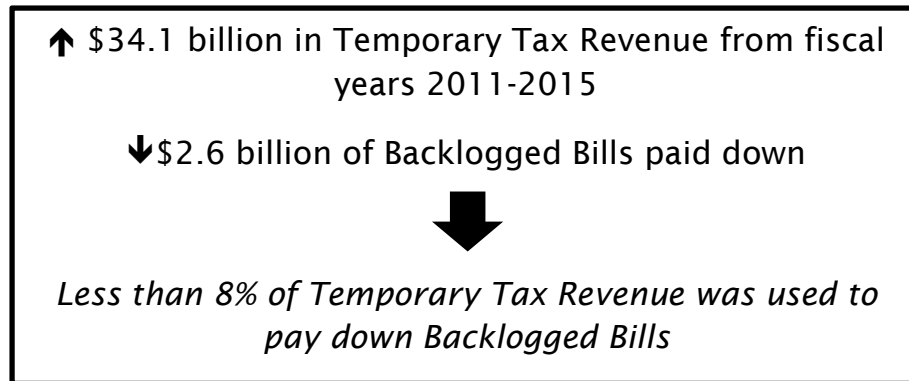 ↑ $34.1 billion in Temporary Tax Revenue from fiscal
years 2011-2015
↓$2.6 billion of Backlogged Bills paid down
Less than 8% of Temporary Tax Revenue was used to
pay down Backlogged Bills